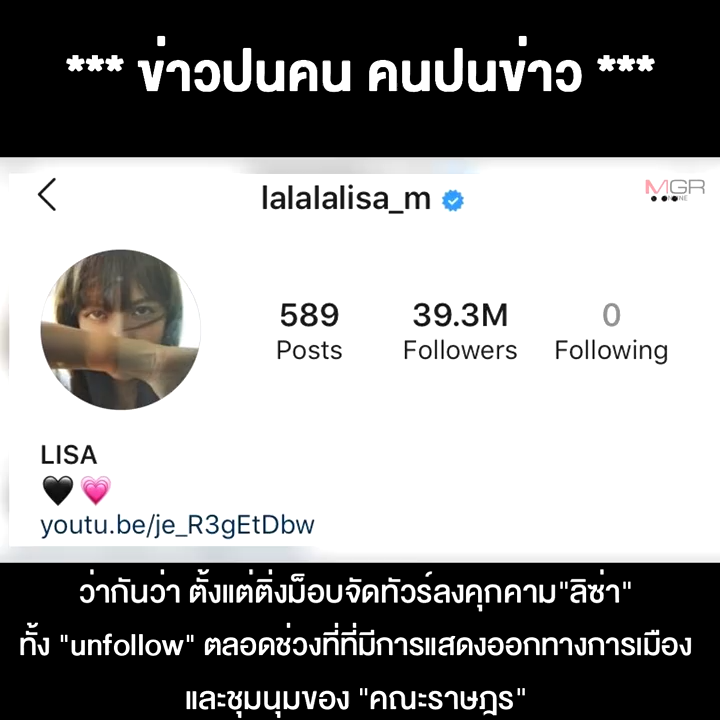 *** ข่าวปนคน คนปนข่าว ***
lalalalisa_m
MGR
ONLINE
589 39.3M 0
Posts Followers Following
LISA
🖤 💗
youtu.be/je_R3gEtDbw
ว่ากันว่า ตั้งแต่ติ่งม็อบจัดทัวร์ลงคุกคาม"ลิซ่า"
ทั้ง "unfollow" ตลอดช่วงที่ที่มีการแสดงออกทางการเมือง
และชุมนุมของ "คณะราษฎร"